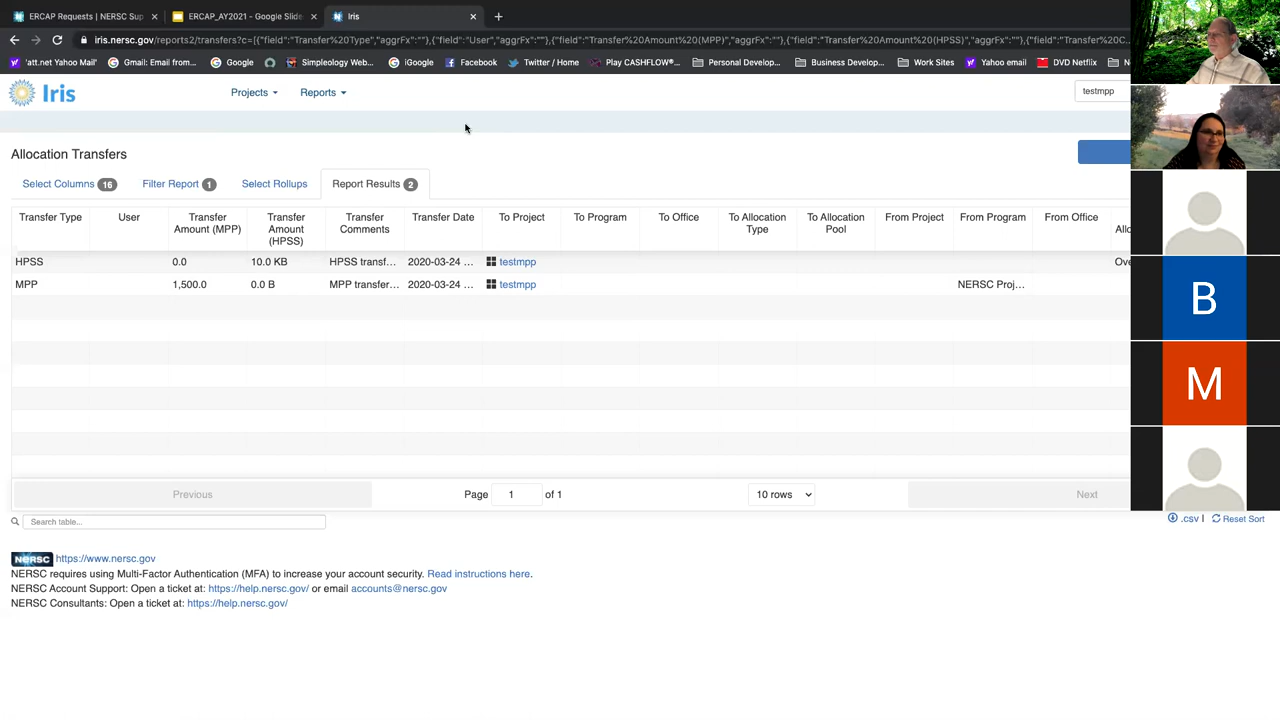 ERCAP Requests | NERSC Sup
ERCAP_AY2021 - Google Slide
Iris
iris.nersc.gov/reports2/transfers?c=[{"field":"Transfer%20Type","aggrFx":""},{"field":"User","aggrFx":""},{"field":"Transfer%20Amount%20(MPP)","aggrFx":""},{"field":"Transfer%20Amount%20(HPSS)","aggrFx":""},{"field":"Transfer%20C...
'att.net Yahoo Mail'
Gmail: Email from...
Google
Simpleology Web...
iGoogle
Facebook
Twitter / Home
Play CASHFLOW®...
Personal Develop...
Business Develop...
Work Sites
Yahoo email
DVD Netflix
Iris
Projects
Reports
testmpp
Allocation Transfers
Select Columns 16
Filter Report 1
Select Rollups
Report Results 2
Transfer Type
User
Transfer Amount (MPP)
Transfer Amount (HPSS)
Transfer Comments
Transfer Date
To Project
To Program
To Office
To Allocation Type
To Allocation Pool
From Project
From Program
From Office
Allo
HPSS 0.0 10.0 KB HPSS transf... 2020-03-24 ... testmpp Ove
MPP 1,500.0 0.0 B MPP transfer... 2020-03-24 ... testmpp NERSC Proj...
Previous
Page 1 of 1
10 rows
Next
Search table...
.csv |
Reset Sort
NERSC https://www.nersc.gov
NERSC requires using Multi-Factor Authentication (MFA) to increase your account security. Read instructions here.
NERSC Account Support: Open a ticket at: https://help.nersc.gov/ or email accounts@nersc.gov
NERSC Consultants: Open a ticket at: https://help.nersc.gov/
B
M